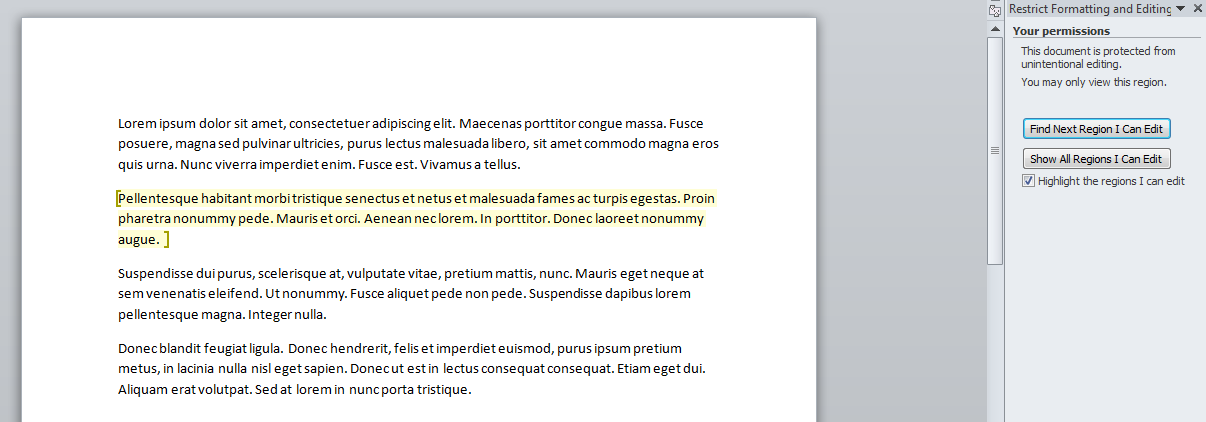 Restrict Formatting and Editing
Your permissions
This document is protected from
unintentional editing.
You may only view this region.
Find Next Region I Can Edit
Show All Regions I Can Edit
Highlight the regions I can edit
Lorem ipsum dolor sit amet, consectetuer adipiscing elit. Maecenas porttitor congue massa. Fusce
posuere, magna sed pulvinar ultricies, purus lectus malesuada libero, sit amet commodo magna eros
quis urna. Nunc viverra imperdiet enim. Fusce est. Vivamus a tellus.
Pellentesque habitant morbi tristique senectus et netus et malesuada fames ac turpis egestas. Proin
pharetra nonummy pede. Mauris et orci. Aenean nec lorem. In porttitor. Donec laoreet nonummy
augue.
Suspendisse dui purus, scelerisque at, vulputate vitae, pretium mattis, nunc. Mauris eget neque at
sem venenatis eleifend. Ut nonummy. Fusce aliquet pede non pede. Suspendisse dapibus lorem
pellentesque magna. Integer nulla.
Donec blandit feugiat ligula. Donec hendrerit, felis et imperdiet euismod, purus ipsum pretium
metus, in lacinia nulla nisl eget sapien. Donec ut est in lectus consequat consequat. Etiam eget dui.
Aliquam erat volutpat. Sed at lorem in nunc porta tristique.